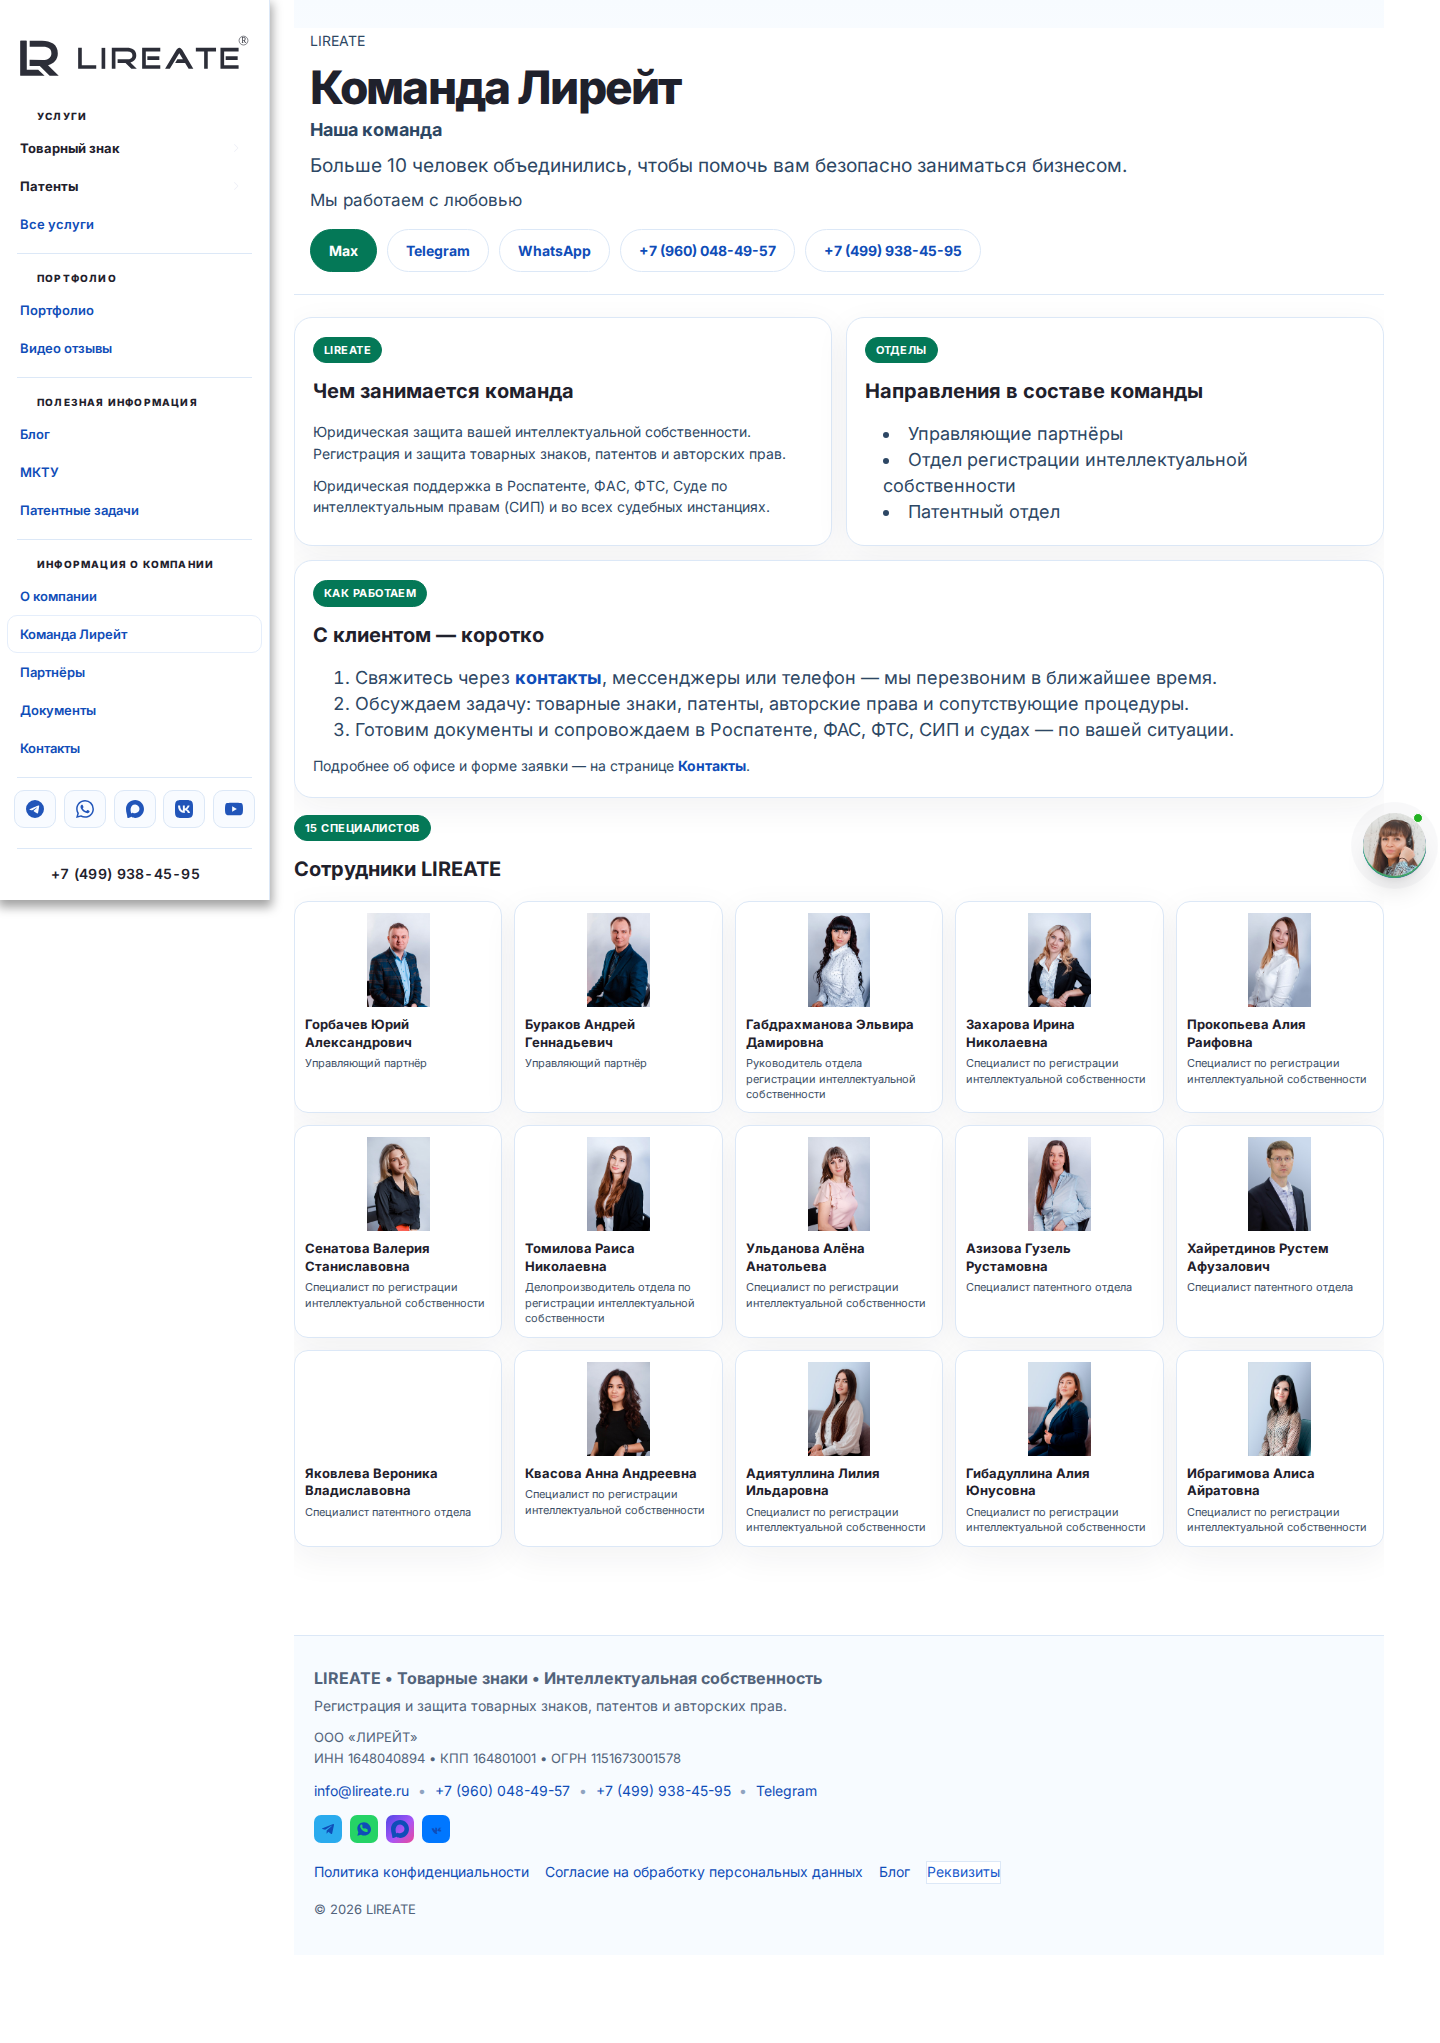 LIREATE®
УСЛУГИ
Товарный знак
Патенты
Все услуги
ПОРТФОЛИО
Портфолио
Видео отзывы
ПОЛЕЗНАЯ ИНФОРМАЦИЯ
Блог
МКТУ
Патентные задачи
ИНФОРМАЦИЯ О КОМПАНИИ
О компании
Команда Лирейт
Партнёры
Документы
Контакты
+7 (499) 938-45-95
LIREATE
Команда Лирейт
Наша команда
Больше 10 человек объединились, чтобы помочь вам безопасно заниматься бизнесом.
Мы работаем с любовью
Max Telegram WhatsApp +7 (960) 048-49-57 +7 (499) 938-45-95
LIREATE
Чем занимается команда
Юридическая защита вашей интеллектуальной собственности.
Регистрация и защита товарных знаков, патентов и авторских прав.
Юридическая поддержка в Роспатенте, ФАС, ФТС, Суде по
интеллектуальным правам (СИП) и во всех судебных инстанциях.
ОТДЕЛЫ
Направления в составе команды
• Управляющие партнёры
• Отдел регистрации интеллектуальной
собственности
• Патентный отдел
КАК РАБОТАЕМ
С клиентом — коротко
1. Свяжитесь через контакты, мессенджеры или телефон — мы перезвоним в ближайшее время.
2. Обсуждаем задачу: товарные знаки, патенты, авторские права и сопутствующие процедуры.
3. Готовим документы и сопровождаем в Роспатенте, ФАС, ФТС, СИП и судах — по вашей ситуации.
Подробнее об офисе и форме заявки — на странице Контакты.
15 СПЕЦИАЛИСТОВ
Сотрудники LIREATE
Горбачев Юрий
Александрович
Управляющий партнёр
Бураков Андрей
Геннадьевич
Управляющий партнёр
Габдрахманова Эльвира
Дамировна
Руководитель отдела
регистрации интеллектуальной
собственности
Захарова Ирина
Николаевна
Специалист по регистрации
интеллектуальной собственности
Прокопьева Алия
Раифовна
Специалист по регистрации
интеллектуальной собственности
Сенатова Валерия
Станиславовна
Специалист по регистрации
интеллектуальной собственности
Томилова Раиса
Николаевна
Делопроизводитель отдела по
регистрации интеллектуальной
собственности
Ульданова Алёна
Анатольева
Специалист по регистрации
интеллектуальной собственности
Азизова Гузель
Рустамовна
Специалист патентного отдела
Хайретдинов Рустем
Афузалович
Специалист патентного отдела
Яковлева Вероника
Владиславовна
Специалист патентного отдела
Квасова Анна Андреевна
Специалист по регистрации
интеллектуальной собственности
Адиятуллина Лилия
Ильдаровна
Специалист по регистрации
интеллектуальной собственности
Гибадуллина Алия
Юнусовна
Специалист по регистрации
интеллектуальной собственности
Ибрагимова Алиса
Айратовна
Специалист по регистрации
интеллектуальной собственности
LIREATE • Товарные знаки • Интеллектуальная собственность
Регистрация и защита товарных знаков, патентов и авторских прав.
ООО «ЛИРЕЙТ»
ИНН 1648040894 • КПП 164801001 • ОГРН 1151673001578
info@lireate.ru • +7 (960) 048-49-57 • +7 (499) 938-45-95 • Telegram
Политика конфиденциальности Согласие на обработку персональных данных Блог Реквизиты
© 2026 LIREATE